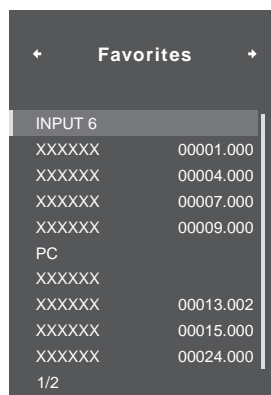 Favorites
INPUT 6
XXXXXX 00001.000
XXXXXX 00004.000
XXXXXX 00007.000
XXXXXX 00009.000
PC
XXXXXX
XXXXXX 00013.002
XXXXXX 00015.000
XXXXXX 00024.000
1/2